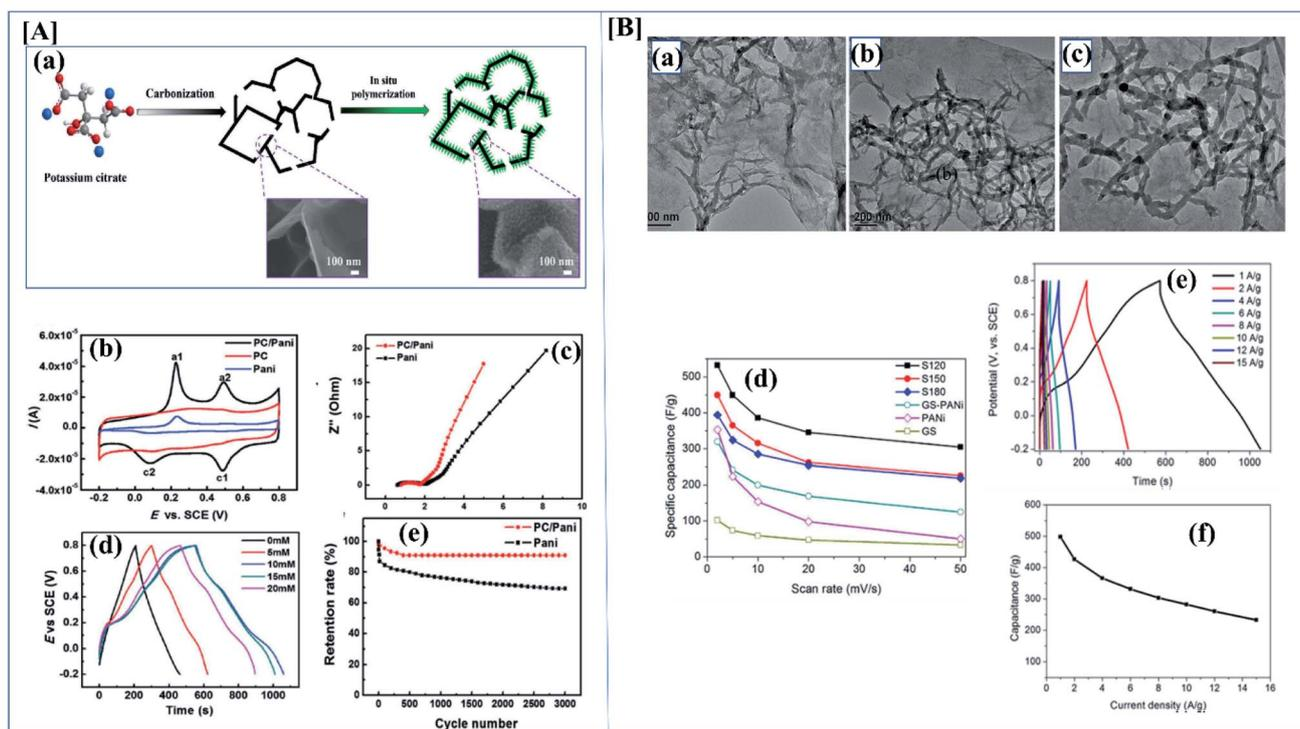 [A]
(a)
Carbonization
In situ
polymerization
Potassium citrate
100 nm
100 nm
(b)
6.0x10⁻⁵
4.0x10⁻⁵
2.0x10⁻⁵
0.0
-2.0x10⁻⁵
-4.0x10⁻⁵
I(A)
a1
a2
c2
c1
PC/Pani
PC
Pani
-0.2 0.0 0.2 0.4 0.6 0.8
E vs. SCE (V)
(c)
PC/Pani
Pani
20
15
10
5
0
Z'' (Ohm)
0 2 4 6 8 10
(d)
0mM
5mM
10mM
15mM
20mM
0.8
0.6
0.4
0.2
0.0
-0.2
E vs SCE (V)
0 200 400 600 800 1000
Time (s)
(e)
PC/Pani
Pani
120
100
80
60
40
20
0
Retention rate (%)
0 500 1000 1500 2000 2500 3000
Cycle number
[B]
(a)
00 nm
(b)
(b)
200 nm
(c)
(d)
S120
S150
S180
GS-PANi
PANi
GS
500
400
300
200
100
0
Specific capacitance (F/g)
0 10 20 30 40 50
Scan rate (mV/s)
(e)
1 A/g
2 A/g
4 A/g
6 A/g
8 A/g
10 A/g
12 A/g
15 A/g
0.8
0.4
0.0
-0.2
Potential (V, vs. SCE)
0 200 400 600 800 1000
Time (s)
(f)
600
500
400
300
200
100
0
Capacitance (F/g)
0 2 4 6 8 10 12 14 16
Current density (A/g)